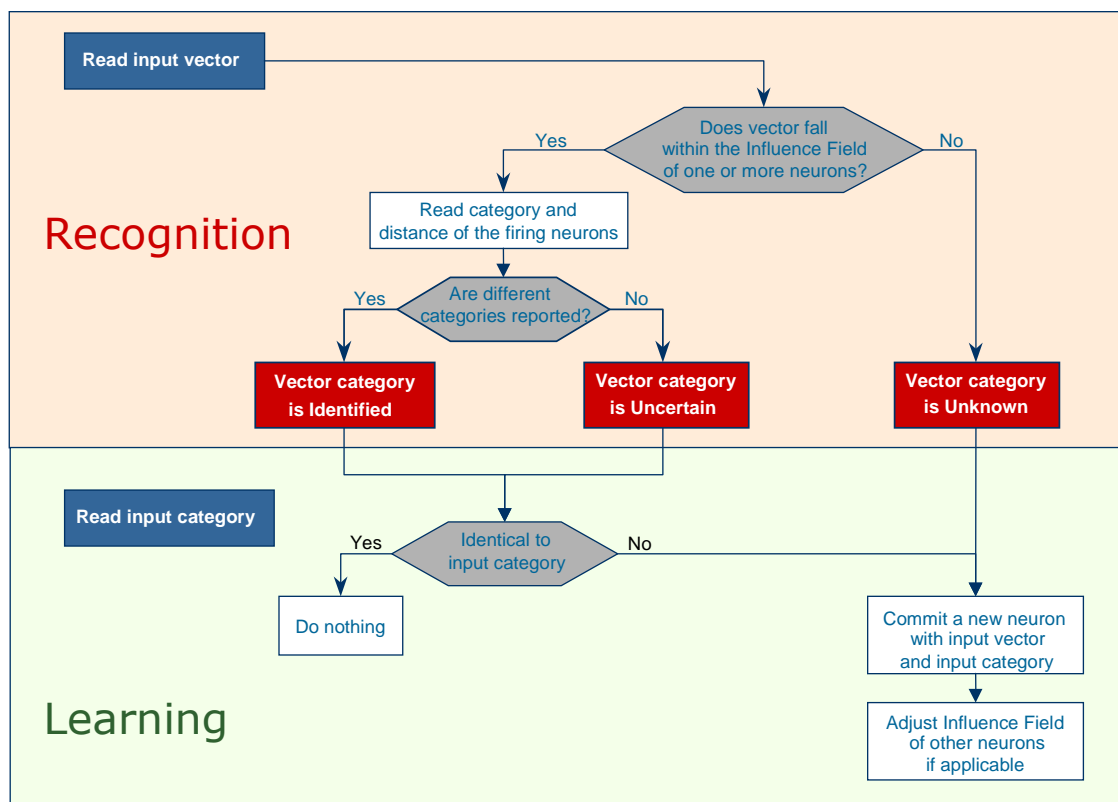 Read input vector
Does vector fall
within the Influence Field
of one or more neurons?
Yes
No
Read category and
distance of the firing neurons
Recognition
Are different
categories reported?
Yes
No
Vector category
is Identified
Vector category
is Uncertain
Vector category
is Unknown
Read input category
Identical to
input category
Yes
No
Do nothing
Commit a new neuron
with input vector
and input category
Learning
Adjust Influence Field
of other neurons
if applicable